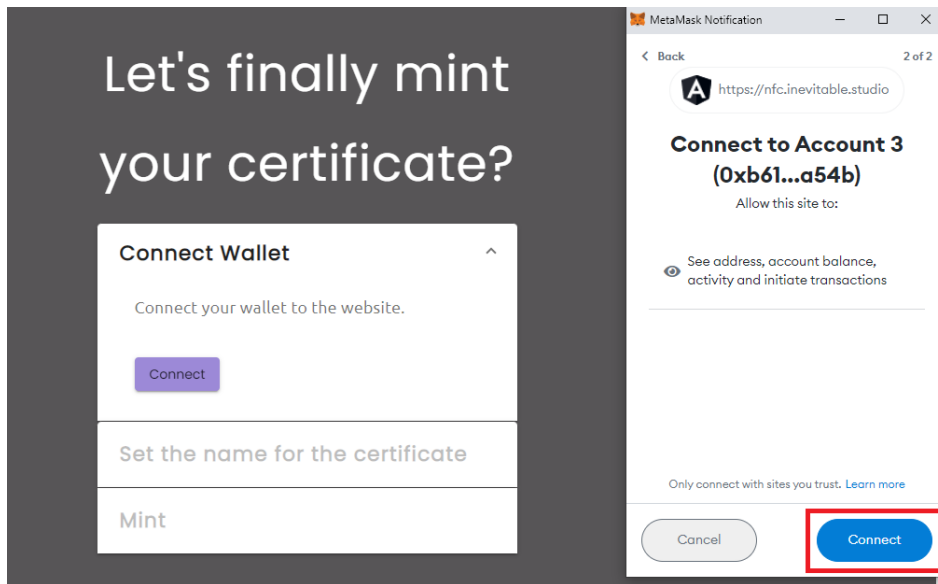 Let's finally mint
your certificate?
Connect Wallet
Connect your wallet to the website.
Connect
Set the name for the certificate
Mint
MetaMask Notification
Back
2 of 2
https://nfc.inevitable.studio
Connect to Account 3
(0xb61...a54b)
Allow this site to:
See address, account balance,
activity and initiate transactions
Only connect with sites you trust. Learn more
Cancel
Connect